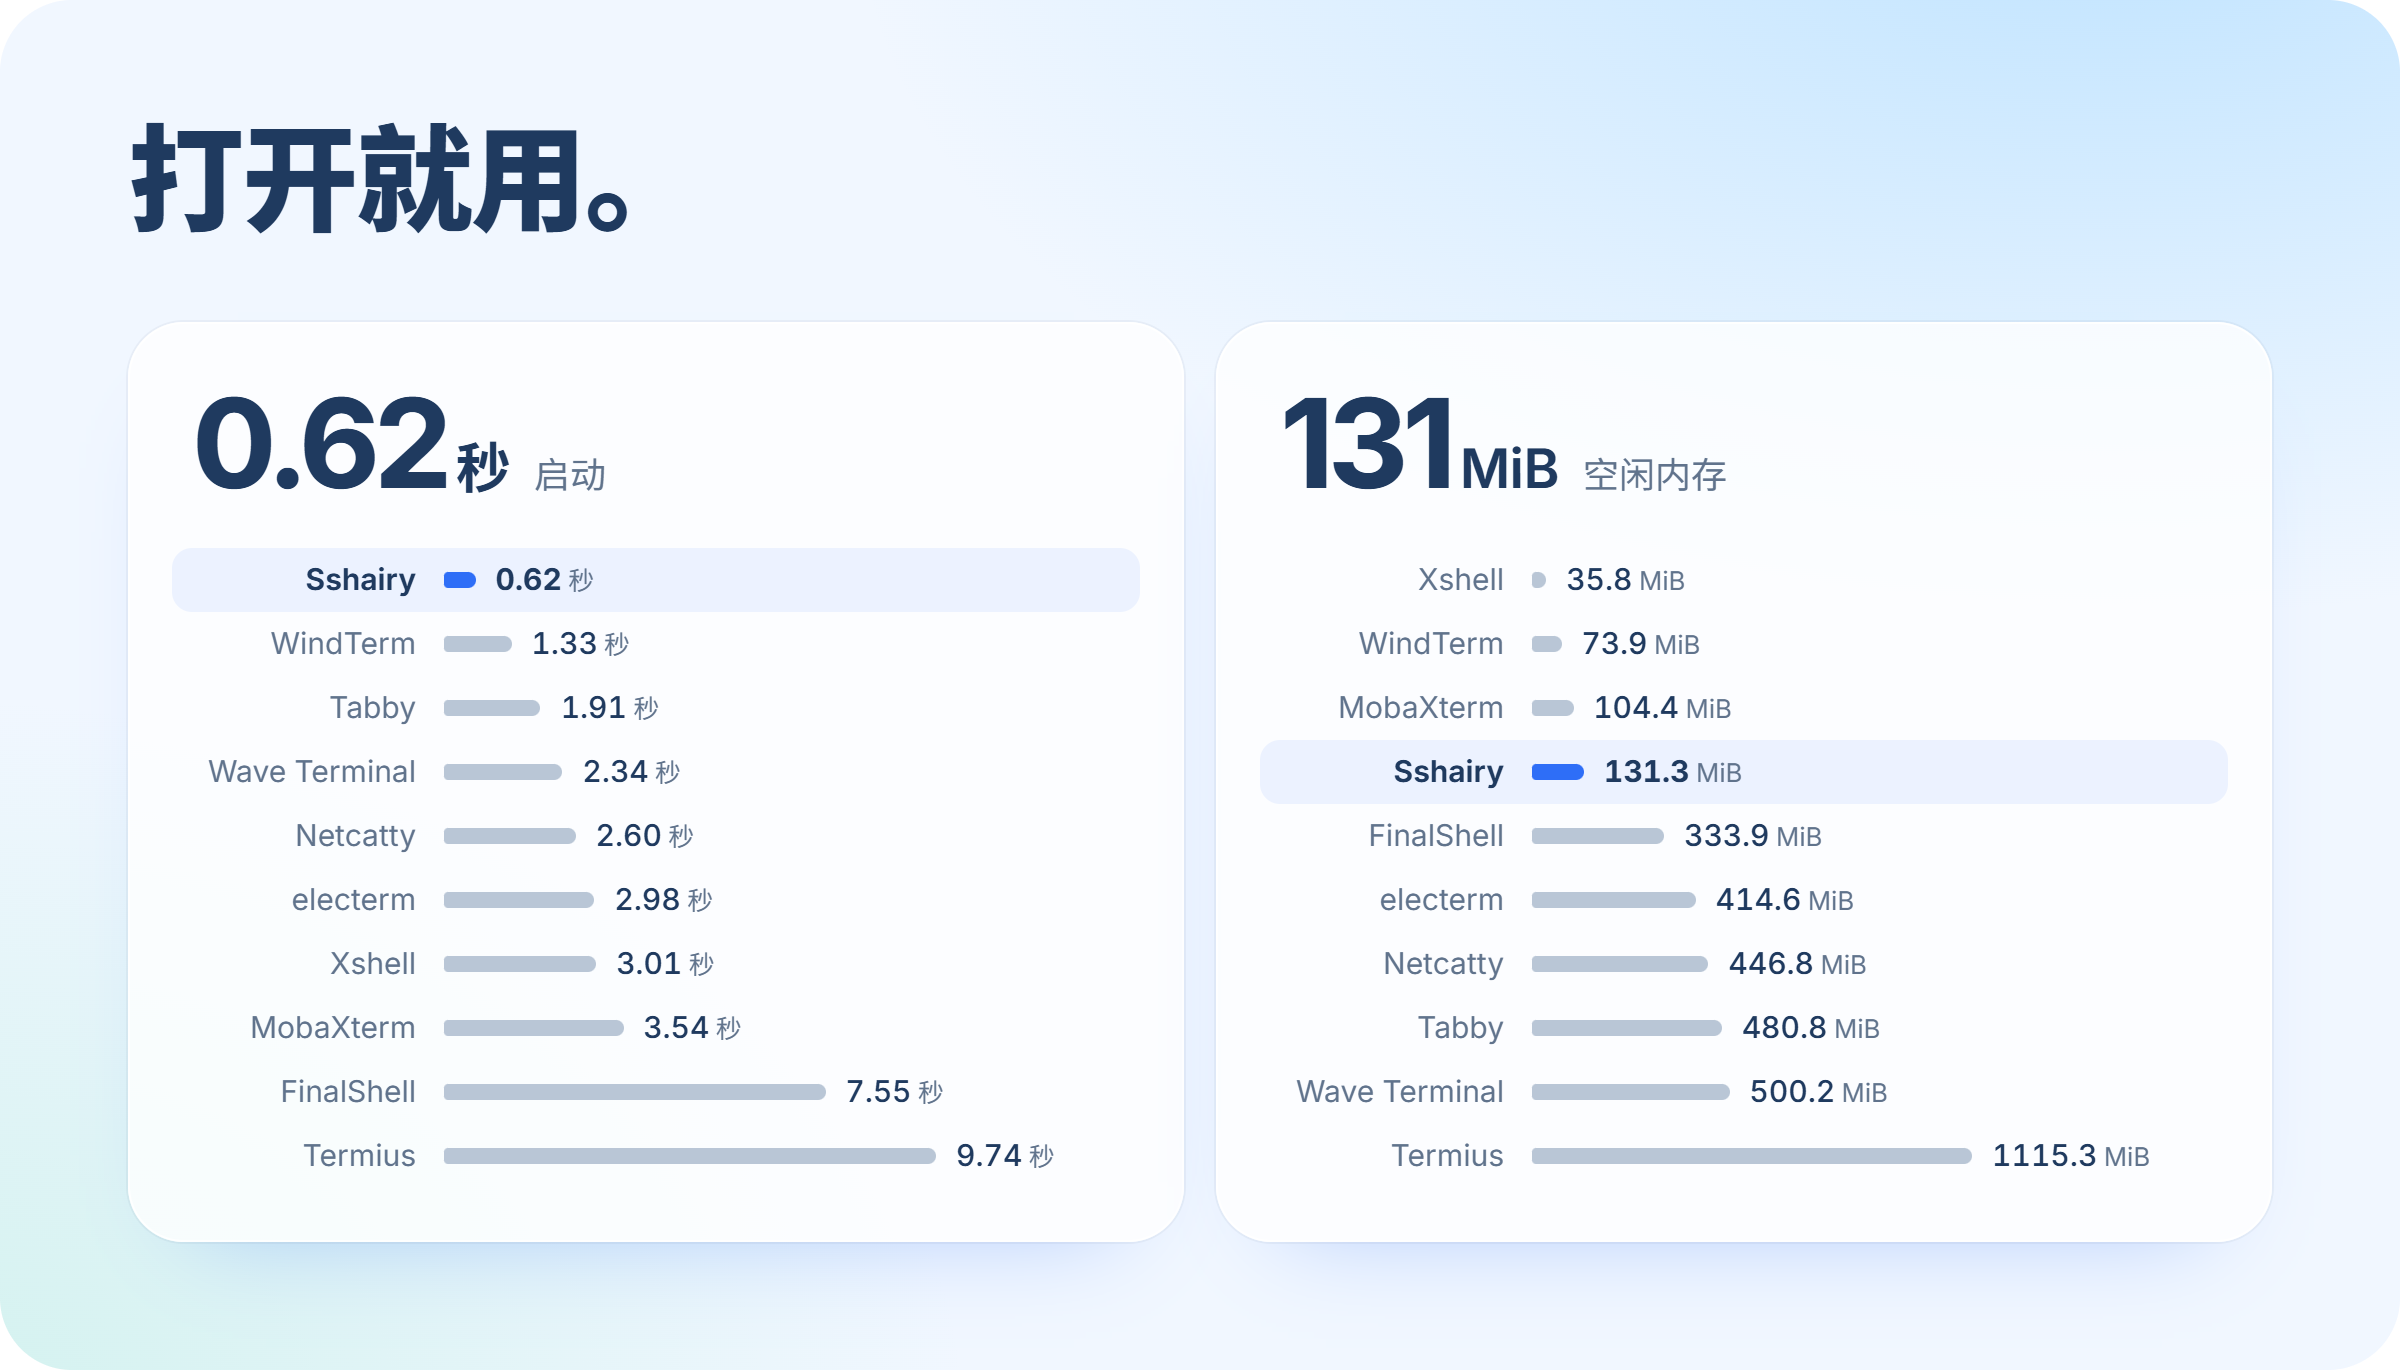 打开就用。
0.62秒 启动
Sshairy 0.62 秒
WindTerm 1.33 秒
Tabby 1.91 秒
Wave Terminal 2.34 秒
Netcatty 2.60 秒
electerm 2.98 秒
Xshell 3.01 秒
MobaXterm 3.54 秒
FinalShell 7.55 秒
Termius 9.74 秒
131MiB 空闲内存
Xshell 35.8 MiB
WindTerm 73.9 MiB
MobaXterm 104.4 MiB
Sshairy 131.3 MiB
FinalShell 333.9 MiB
electerm 414.6 MiB
Netcatty 446.8 MiB
Tabby 480.8 MiB
Wave Terminal 500.2 MiB
Termius 1115.3 MiB